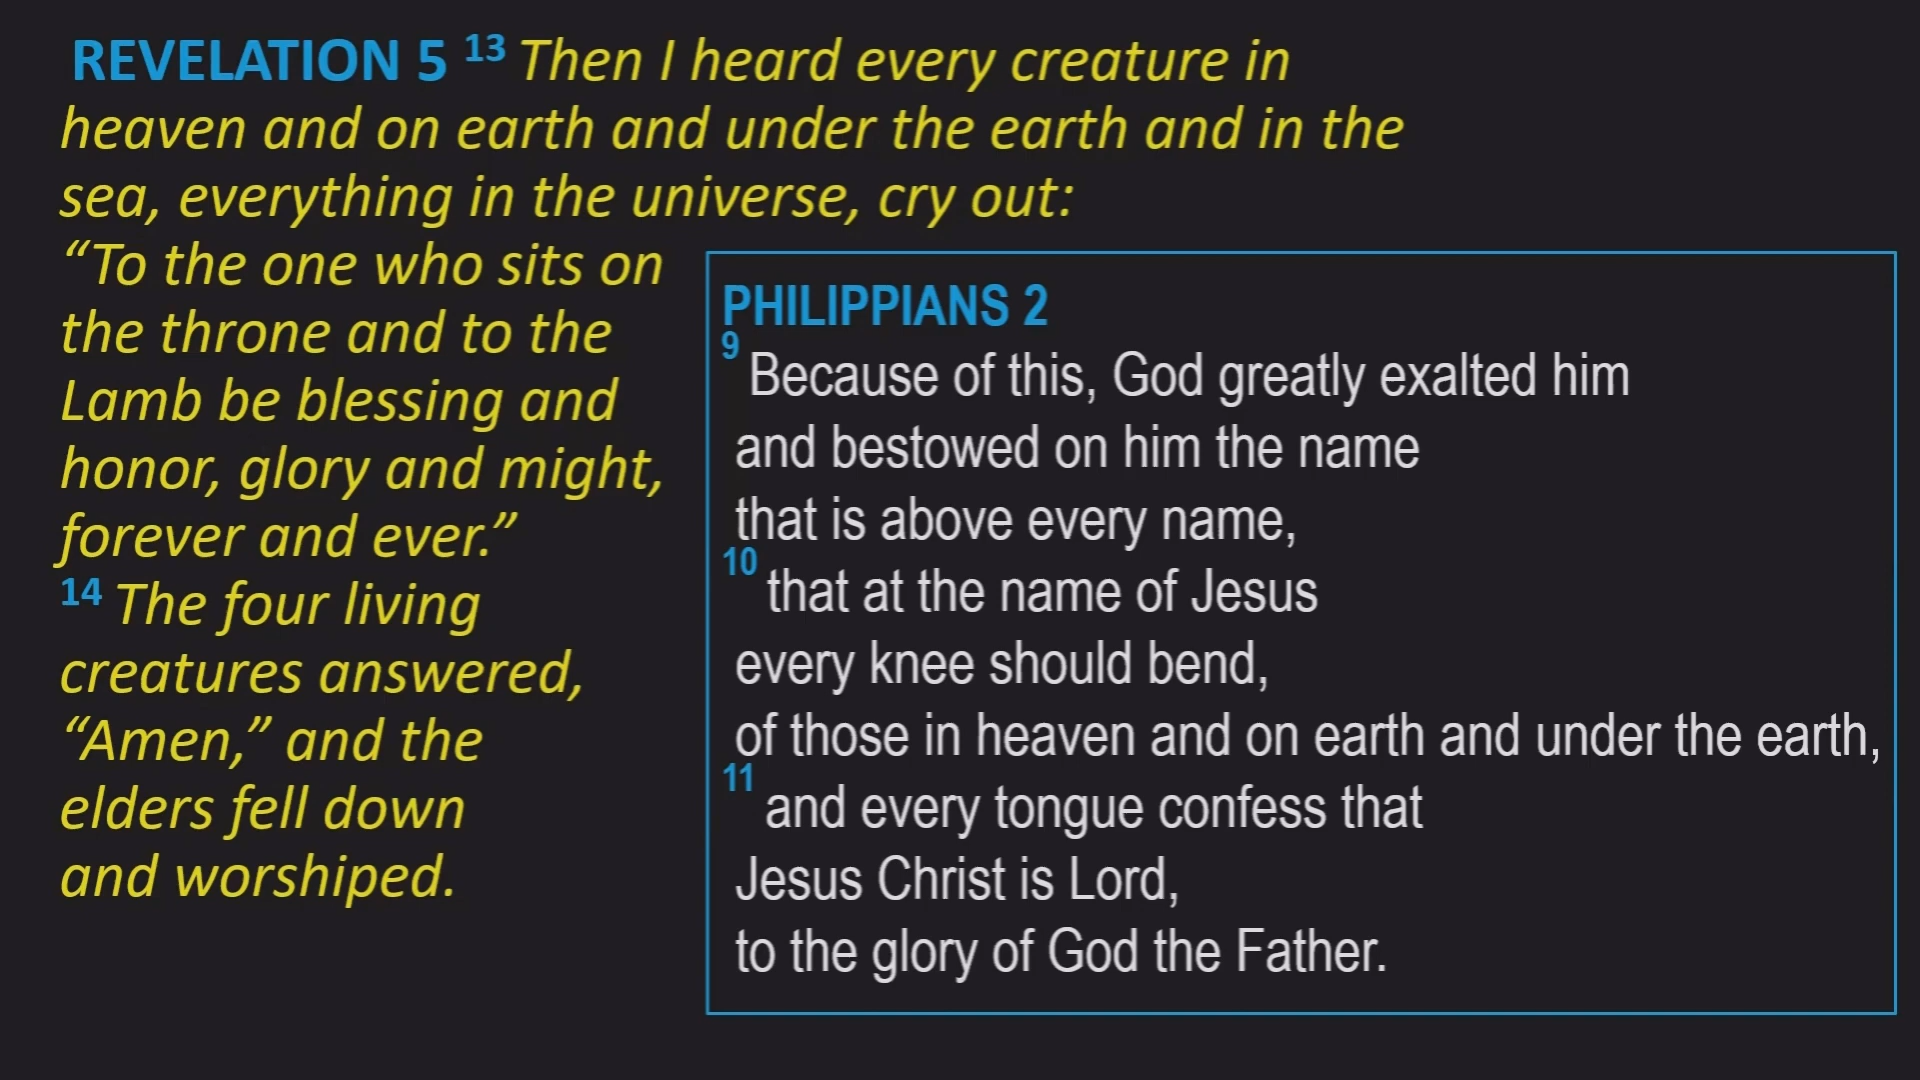 REVELATION 5 13 Then I heard every creature in
heaven and on earth and under the earth and in the
sea, everything in the universe, cry out:
“To the one who sits on
the throne and to the
Lamb be blessing and
honor, glory and might,
forever and ever.”
14 The four living
creatures answered,
“Amen,” and the
elders fell down
and worshiped.
PHILIPPIANS 2
9 Because of this, God greatly exalted him
and bestowed on him the name
that is above every name,
10 that at the name of Jesus
every knee should bend,
of those in heaven and on earth and under the earth,
11 and every tongue confess that
Jesus Christ is Lord,
to the glory of God the Father.